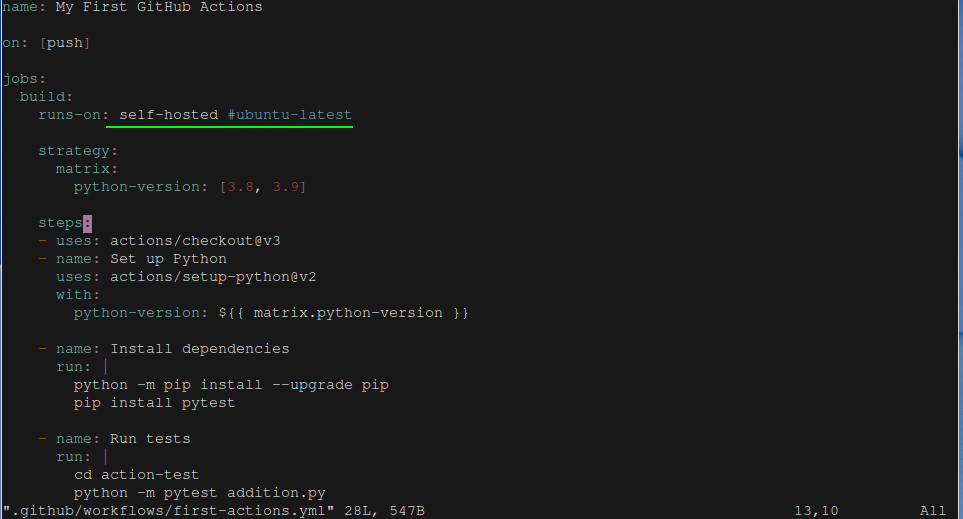 name: My First GitHub Actions
on: [push]
jobs:
  build:
    runs-on: self-hosted #ubuntu-latest
    strategy:
      matrix:
        python-version: [3.8, 3.9]
    steps:
    - uses: actions/checkout@v3
    - name: Set up Python
      uses: actions/setup-python@v2
      with:
        python-version: ${{ matrix.python-version }}
    - name: Install dependencies
      run: |
        python -m pip install --upgrade pip
        pip install pytest
    - name: Run tests
      run: |
        cd action-test
        python -m pytest addition.py
".github/workflows/first-actions.yml" 28L, 547B 13,10 All